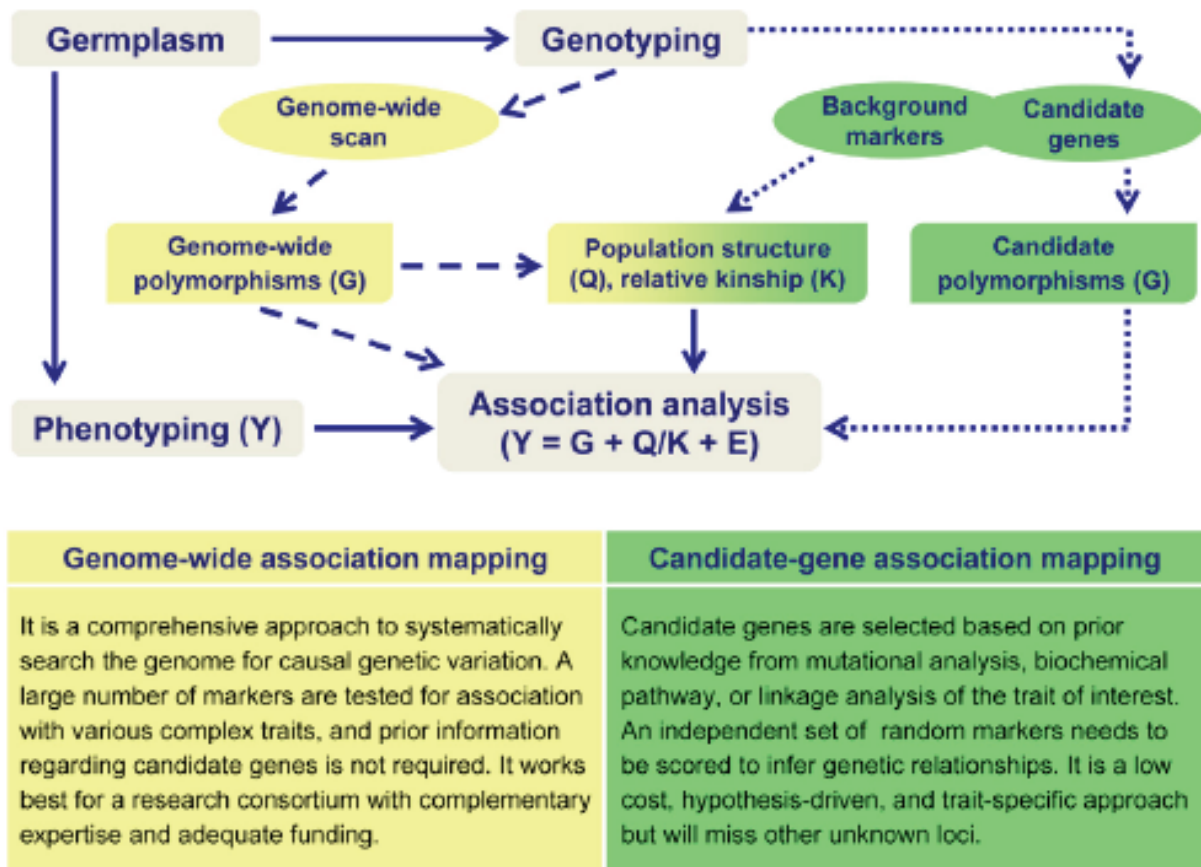 Germplasm
Genotyping
Genome-wide
scan
Background
markers
Candidate
genes
Genome-wide
polymorphisms (G)
Population structure
(Q), relative kinship (K)
Candidate
polymorphisms (G)
Phenotyping (Y)
Association analysis
(Y = G + Q/K + E)
Genome-wide association mapping
It is a comprehensive approach to systematically
search the genome for causal genetic variation. A
large number of markers are tested for association
with various complex traits, and prior information
regarding candidate genes is not required. It works
best for a research consortium with complementary
expertise and adequate funding.
Candidate-gene association mapping
Candidate genes are selected based on prior
knowledge from mutational analysis, biochemical
pathway, or linkage analysis of the trait of interest.
An independent set of random markers needs to
be scored to infer genetic relationships. It is a low
cost, hypothesis-driven, and trait-specific approach
but will miss other unknown loci.